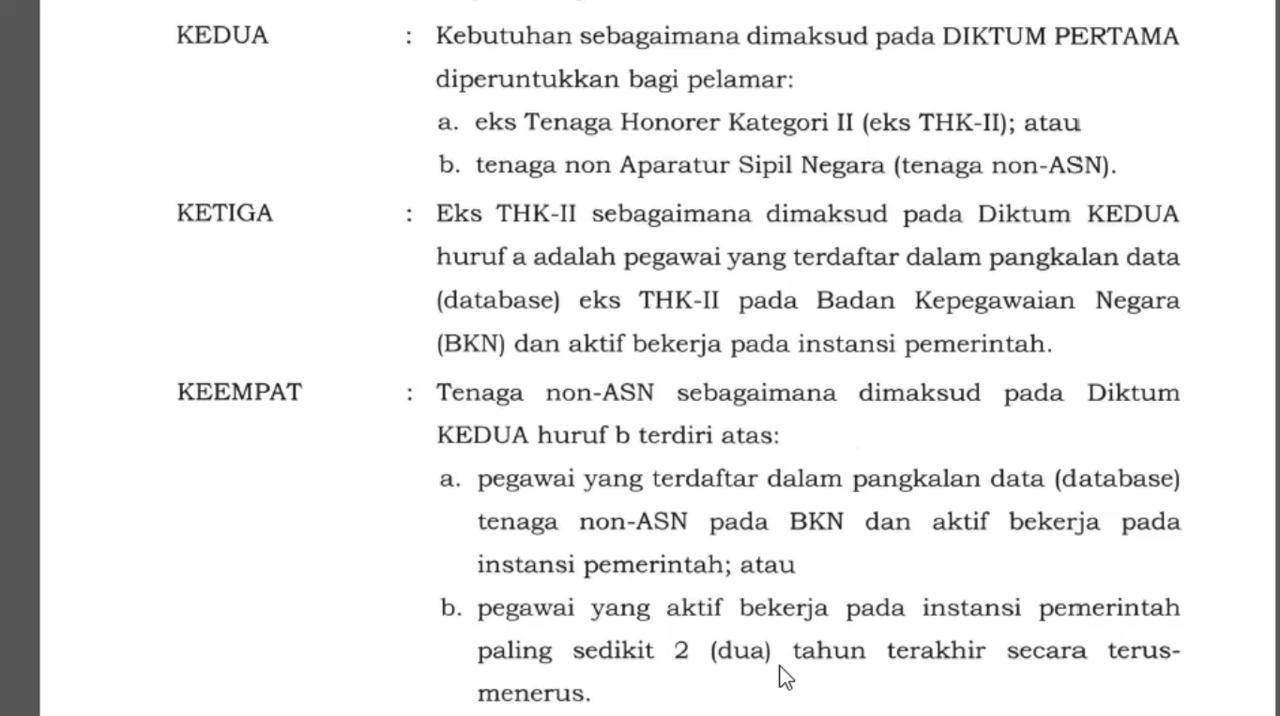 KEDUA : Kebutuhan sebagaimana dimaksud pada DIKTUM PERTAMA
diperuntukkan bagi pelamar:
a. eks Tenaga Honorer Kategori II (eks THK-II); atau
b. tenaga non Aparatur Sipil Negara (tenaga non-ASN).
KETIGA : Eks THK-II sebagaimana dimaksud pada Diktum KEDUA
huruf a adalah pegawai yang terdaftar dalam pangkalan data
(database) eks THK-II pada Badan Kepegawaian Negara
(BKN) dan aktif bekerja pada instansi pemerintah.
KEEMPAT : Tenaga non-ASN sebagaimana dimaksud pada Diktum
KEDUA huruf b terdiri atas:
a. pegawai yang terdaftar dalam pangkalan data (database)
tenaga non-ASN pada BKN dan aktif bekerja pada
instansi pemerintah; atau
b. pegawai yang aktif bekerja pada instansi pemerintah
paling sedikit 2 (dua) tahun terakhir secara terus-
menerus.